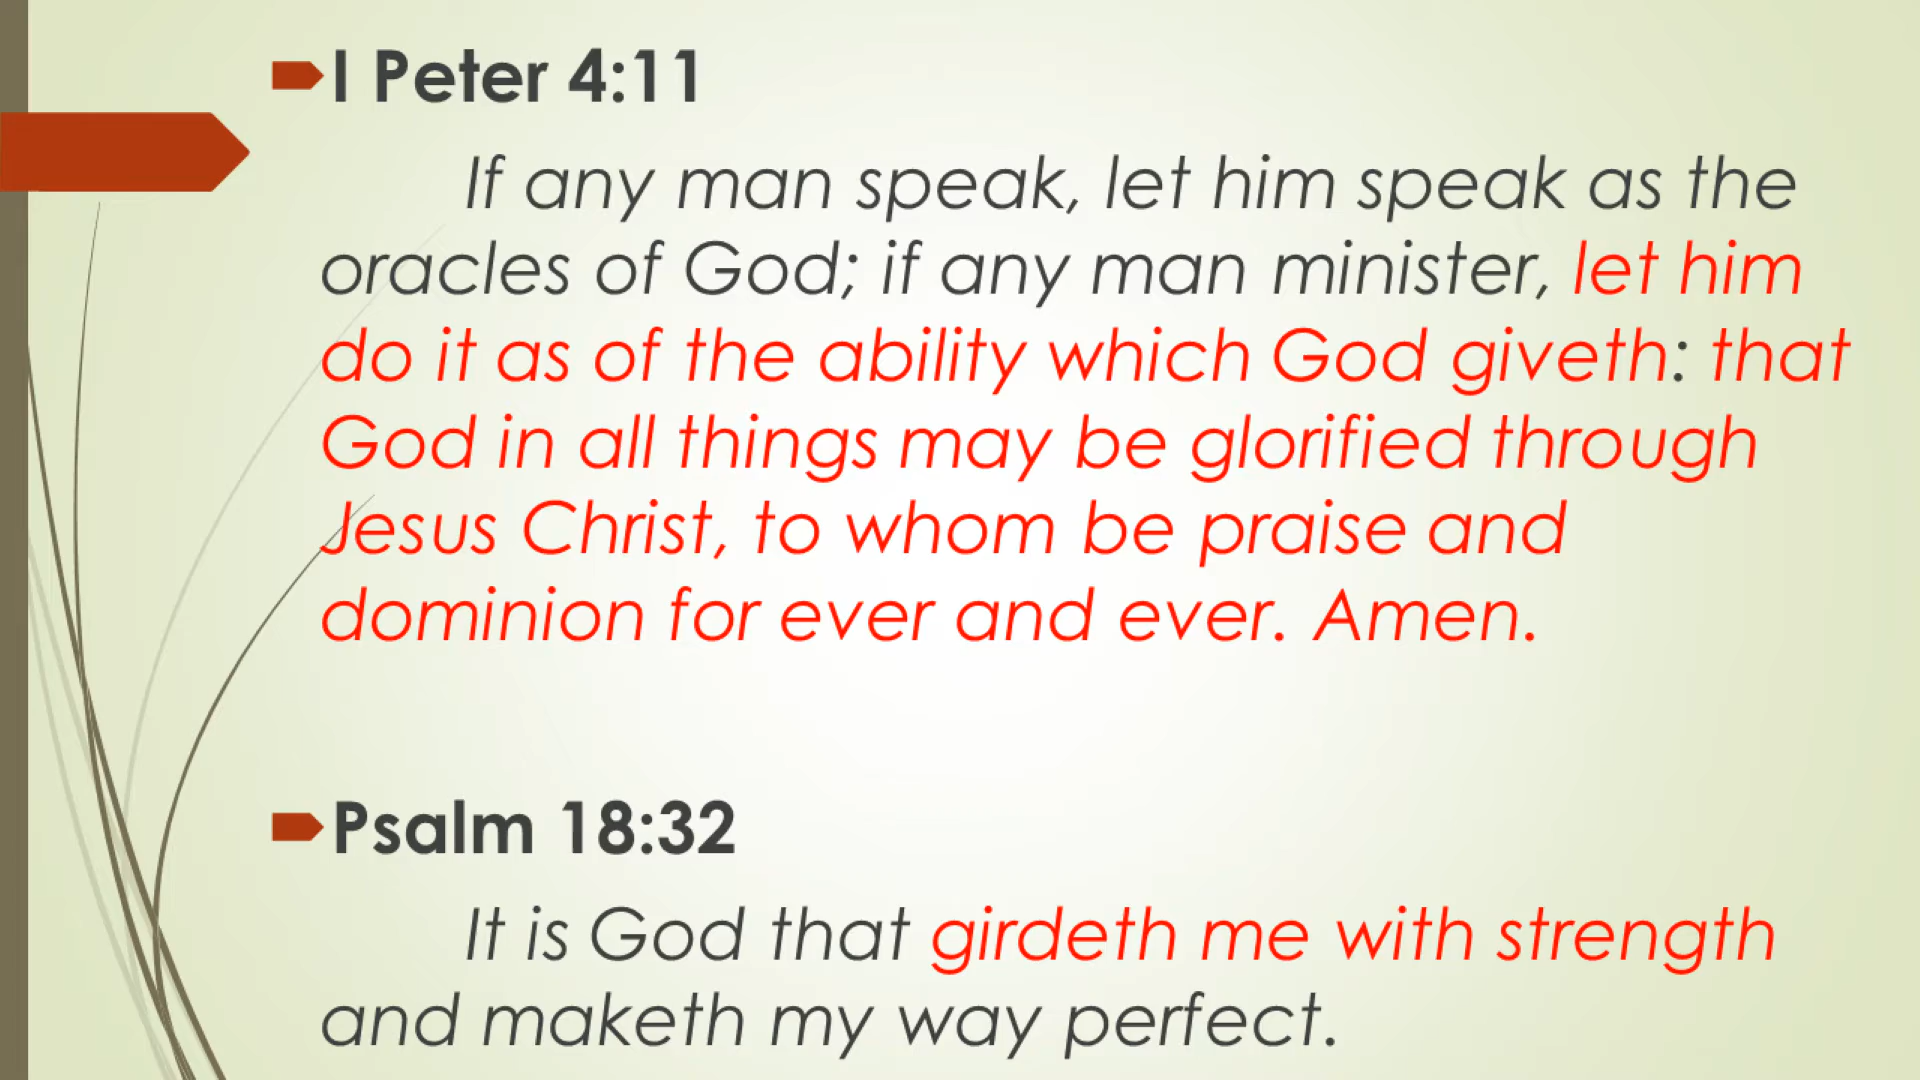 I Peter 4:11
If any man speak, let him speak as the
oracles of God; if any man minister, let him
do it as of the ability which God giveth: that
God in all things may be glorified through
Jesus Christ, to whom be praise and
dominion for ever and ever. Amen.
Psalm 18:32
It is God that girdeth me with strength
and maketh my way perfect.